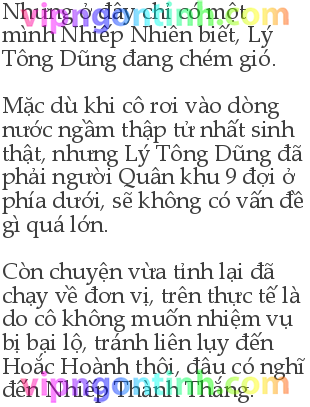 Nhưng ở đây chỉ có một
mình Nhiếp Nhiên biết, Lý
Tông Dũng đang chém gió.
Mặc dù khi cô rơi vào dòng
nước ngầm thập tử nhất sinh
thật, nhưng Lý Tông Dũng đã
phải người Quân khu 9 đợi ở
phía dưới, sẽ không có vấn đề
gì quá lớn.
Còn chuyện vừa tỉnh lại đã
chạy về đơn vị, trên thực tế là
do cô không muốn nhiệm vụ
bị bại lộ, tránh liên lụy đến
Hoắc Hoành thôi, đâu có nghĩ
đến Nhiếp Thành Thắng.
vipngontinh.com
vipngontinh.com